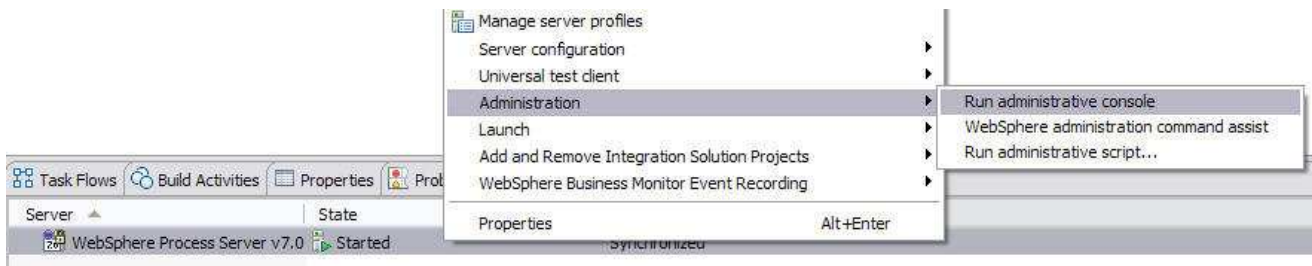 Manage server profiles
Server configuration
Universal test client
Administration
Launch
Add and Remove Integration Solution Projects
WebSphere Business Monitor Event Recording
Properties Alt+Enter
Run administrative console
WebSphere administration command assist
Run administrative script...
Task Flows Build Activities Properties Prob
Server State
WebSphere Process Server v7.0 Started Synchronized